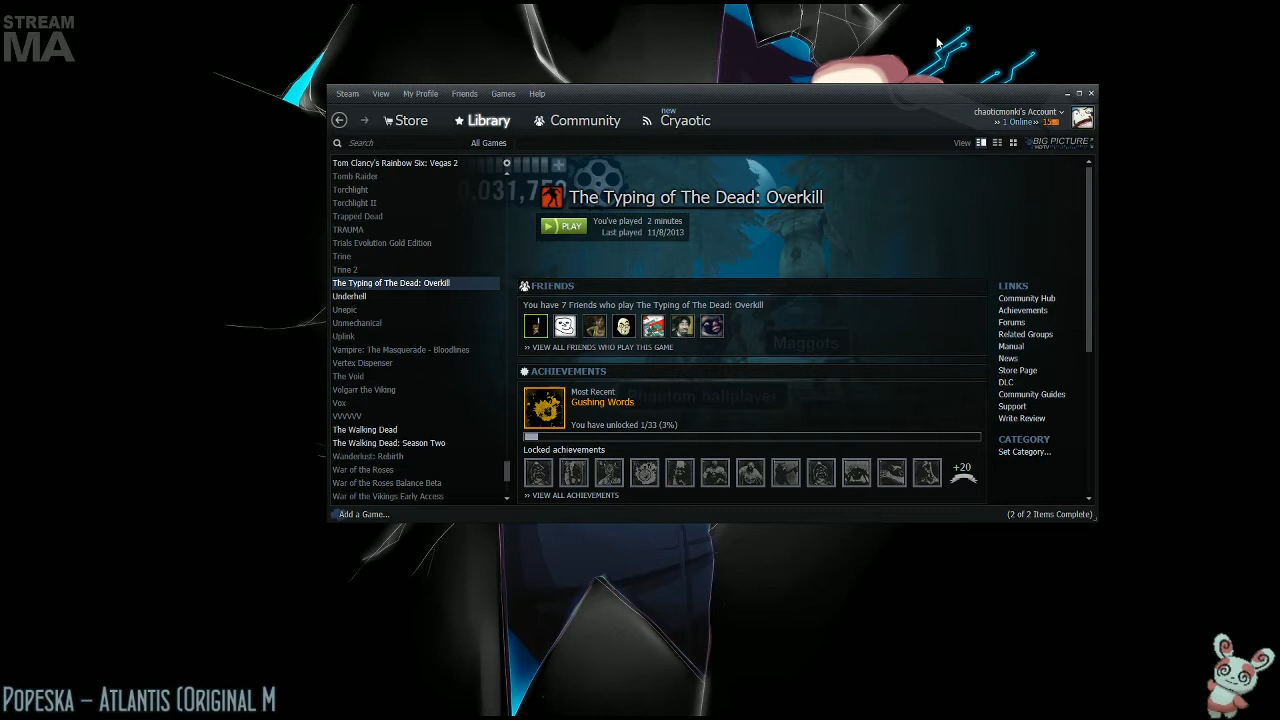 STREAM
MA
Steam View My Profile Friends Games Help
chaoticmonki's Account
» 1 Online»
Store Library Community new Cryaotic
Search All Games View BIG PICTURE
Tom Clancy's Rainbow Six: Vegas 2
Tomb Raider
Torchlight
Torchlight II
Trapped Dead
TRAUMA
Trials Evolution Gold Edition
Trine
Trine 2
The Typing of The Dead: Overkill
Underhell
Unepic
Unmechanical
Uplink
Vampire: The Masquerade - Bloodlines
Vertex Dispenser
The Void
Volgarr the Viking
Vox
VVVVVV
The Walking Dead
The Walking Dead: Season Two
Wanderlust: Rebirth
War of the Roses
War of the Roses Balance Beta
War of the Vikings Early Access
The Typing of The Dead: Overkill
PLAY
You've played 2 minutes
Last played 11/8/2013
FRIENDS
You have 7 Friends who play The Typing of The Dead: Overkill
Maggots
» VIEW ALL FRIENDS WHO PLAY THIS GAME
ACHIEVEMENTS
Most Recent
Gushing Words
Phantom ballplayer
You have unlocked 1/33 (3%)
Locked achievements
+20
» VIEW ALL ACHIEVEMENTS
LINKS
Community Hub
Achievements
Forums
Related Groups
Manual
News
Store Page
DLC
Community Guides
Support
Write Review
CATEGORY
Set Category...
Add a Game... (2 of 2 Items Complete)
Popeska – Atlantis (Original M